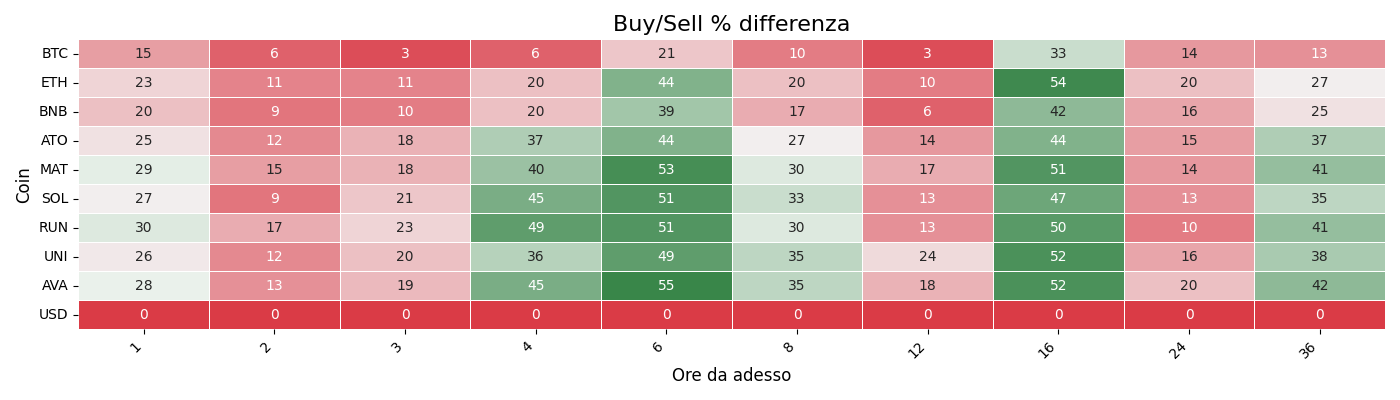 Buy/Sell % differenza
Coin
BTC 15 6 3 6 21 10 3 33 14 13
ETH 23 11 11 20 44 20 10 54 20 27
BNB 20 9 10 20 39 17 6 42 16 25
ATO 25 12 18 37 44 27 14 44 15 37
MAT 29 15 18 40 53 30 17 51 14 41
SOL 27 9 21 45 51 33 13 47 13 35
RUN 30 17 23 49 51 30 13 50 10 41
UNI 26 12 20 36 49 35 24 52 16 38
AVA 28 13 19 45 55 35 18 52 20 42
USD 0 0 0 0 0 0 0 0 0 0
1 2 3 4 6 8 12 16 24 36
Ore da adesso